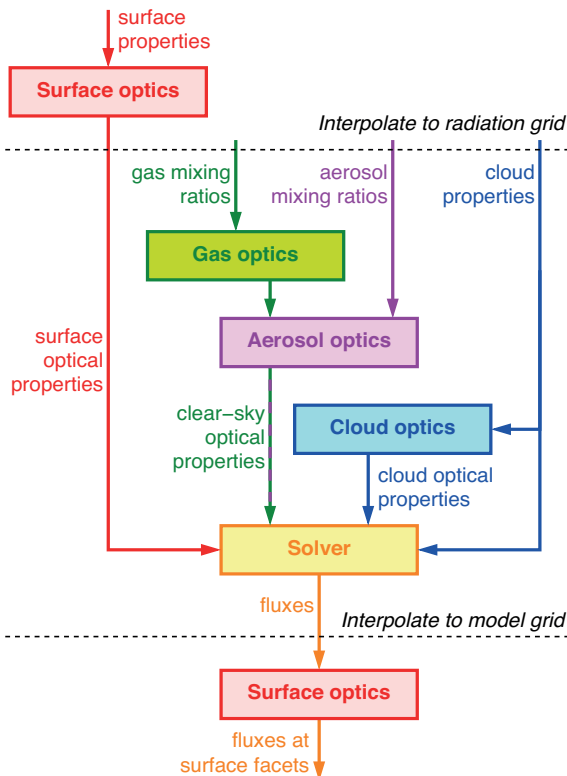 surface
properties
Surface optics
Interpolate to radiation grid
gas mixing
ratios
aerosol
mixing ratios
cloud
properties
Gas optics
surface
optical
properties
Aerosol optics
clear−sky
optical
properties
Cloud optics
cloud optical
properties
Solver
fluxes
Interpolate to model grid
Surface optics
fluxes at
surface facets